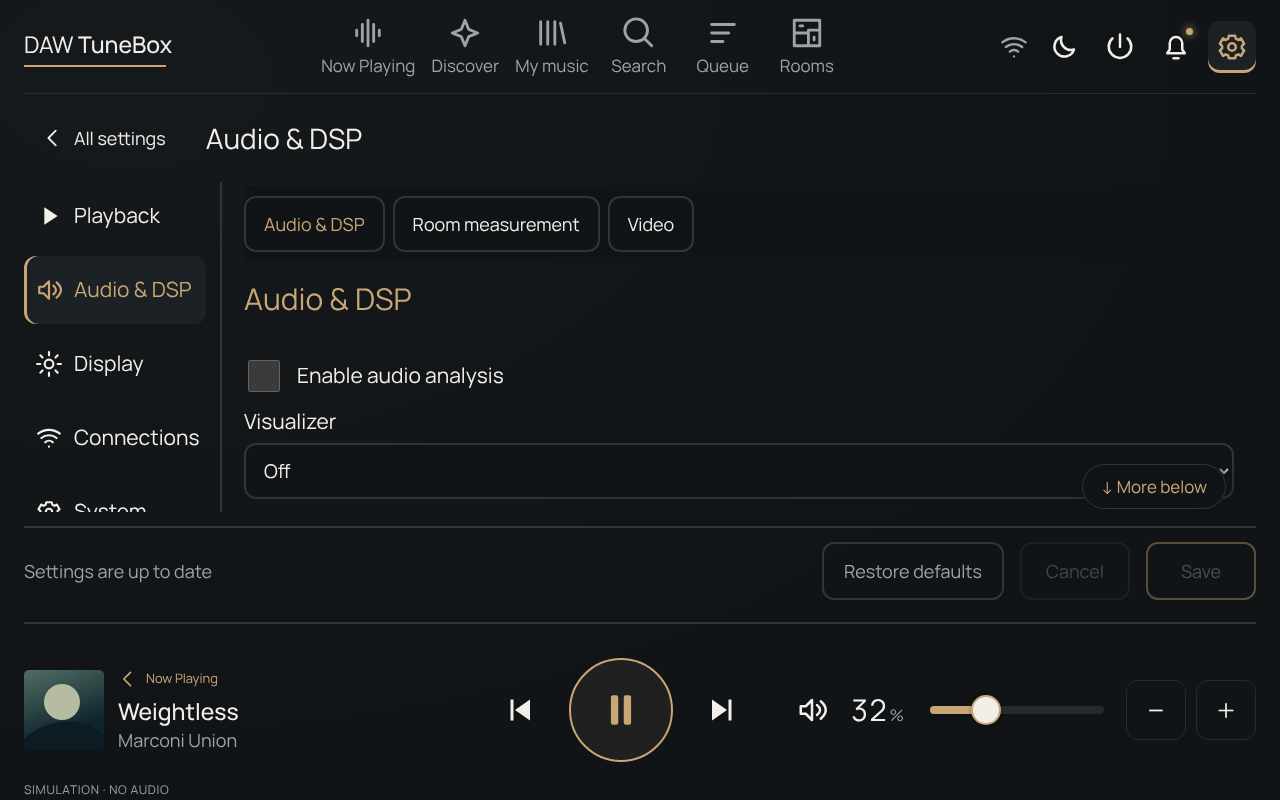 DAW TuneBox
Now Playing
Discover
My music
Search
Queue
Rooms
All settings
Audio & DSP
Playback
Audio & DSP
Display
Connections
System
Audio & DSP
Room measurement
Video
Audio & DSP
Enable audio analysis
Visualizer
Off
↓ More below
Settings are up to date
Restore defaults
Cancel
Save
Now Playing
Weightless
Marconi Union
32%
SIMULATION · NO AUDIO